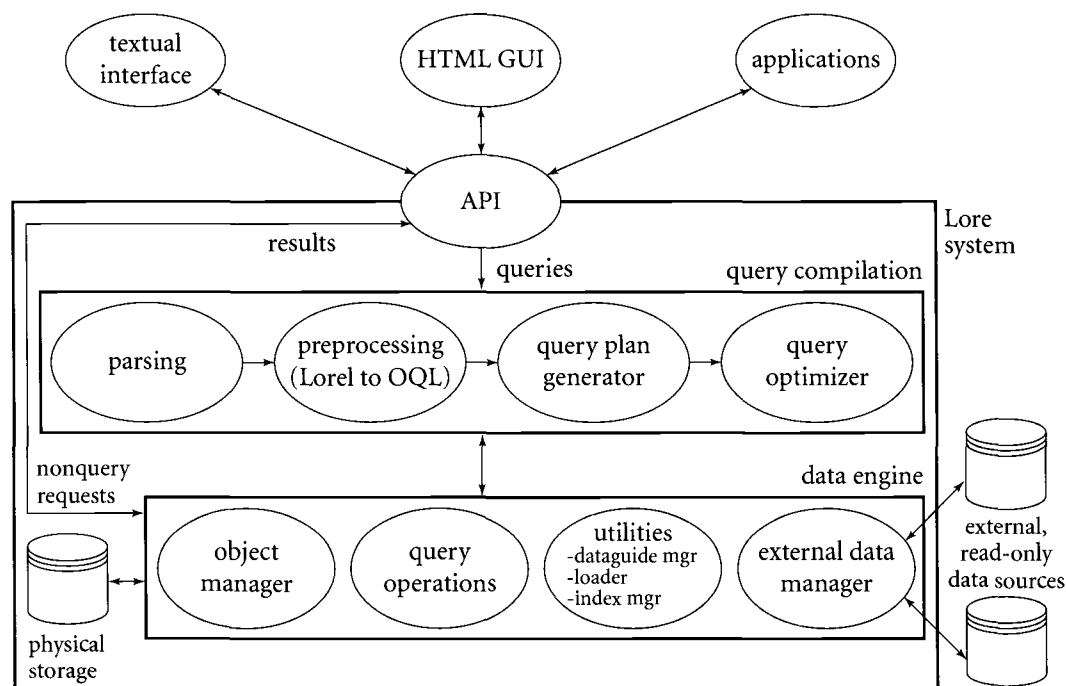 textual
interface
HTML GUI
applications
API
Lore
system
results
queries
query compilation
parsing
preprocessing
(Lorel to OQL)
query plan
generator
query
optimizer
nonquery
requests
data engine
object
manager
query
operations
utilities
-dataguide mgr
-loader
-index mgr
external data
manager
external,
read-only
data sources
physical
storage